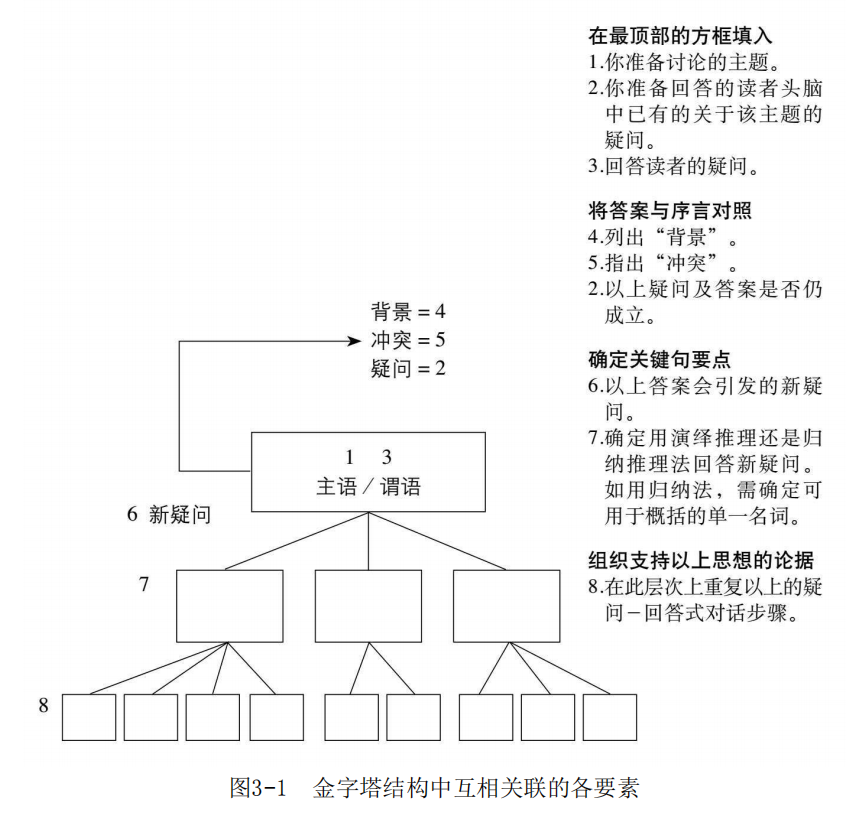 在最顶部的方框填入
1.你准备讨论的主题。
2.你准备回答的读者头脑
中已有的关于该主题的
疑问。
3.回答读者的疑问。
将答案与序言对照
4.列出“背景”。
5.指出“冲突”。
2.以上疑问及答案是否仍
成立。
确定关键句要点
6.以上答案会引发的新疑
问。
7.确定用演绎推理还是归
纳推理法回答新疑问。
如用归纳法，需确定可
用于概括的单一名词。
组织支持以上思想的论据
8.在此层次上重复以上的疑
问－回答式对话步骤。
背景＝4
冲突＝5
疑问＝2
1 3
主语／谓语
6 新疑问
7
8
图3-1 金字塔结构中互相关联的各要素